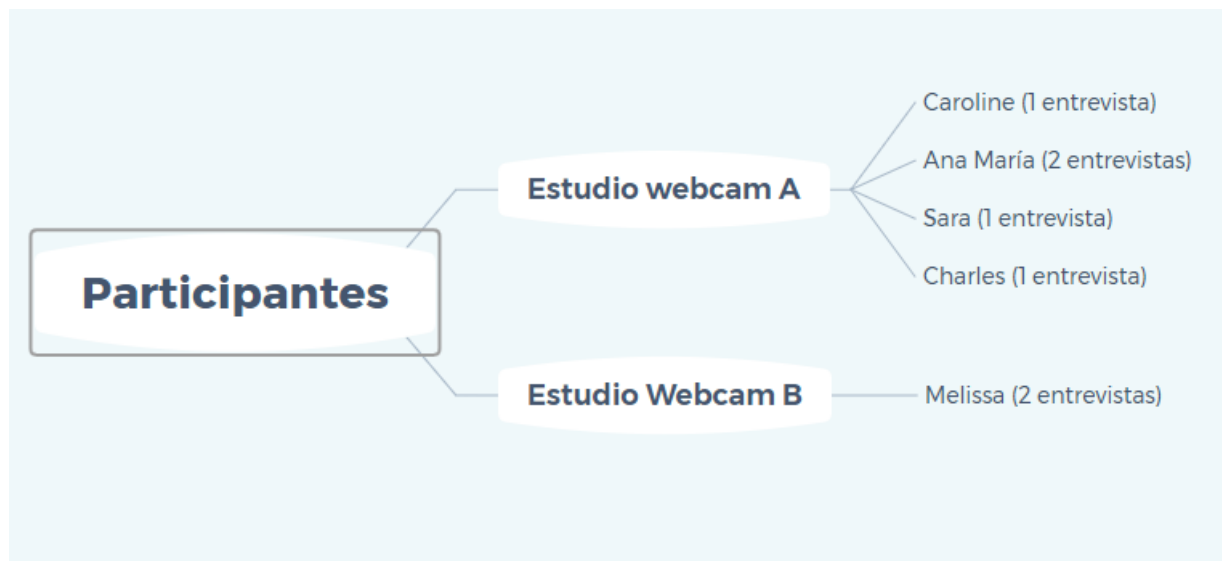 Participantes
Estudio webcam A
Caroline (1 entrevista)
Ana María (2 entrevistas)
Sara (1 entrevista)
Charles (1 entrevista)
Estudio Webcam B
Melissa (2 entrevistas)